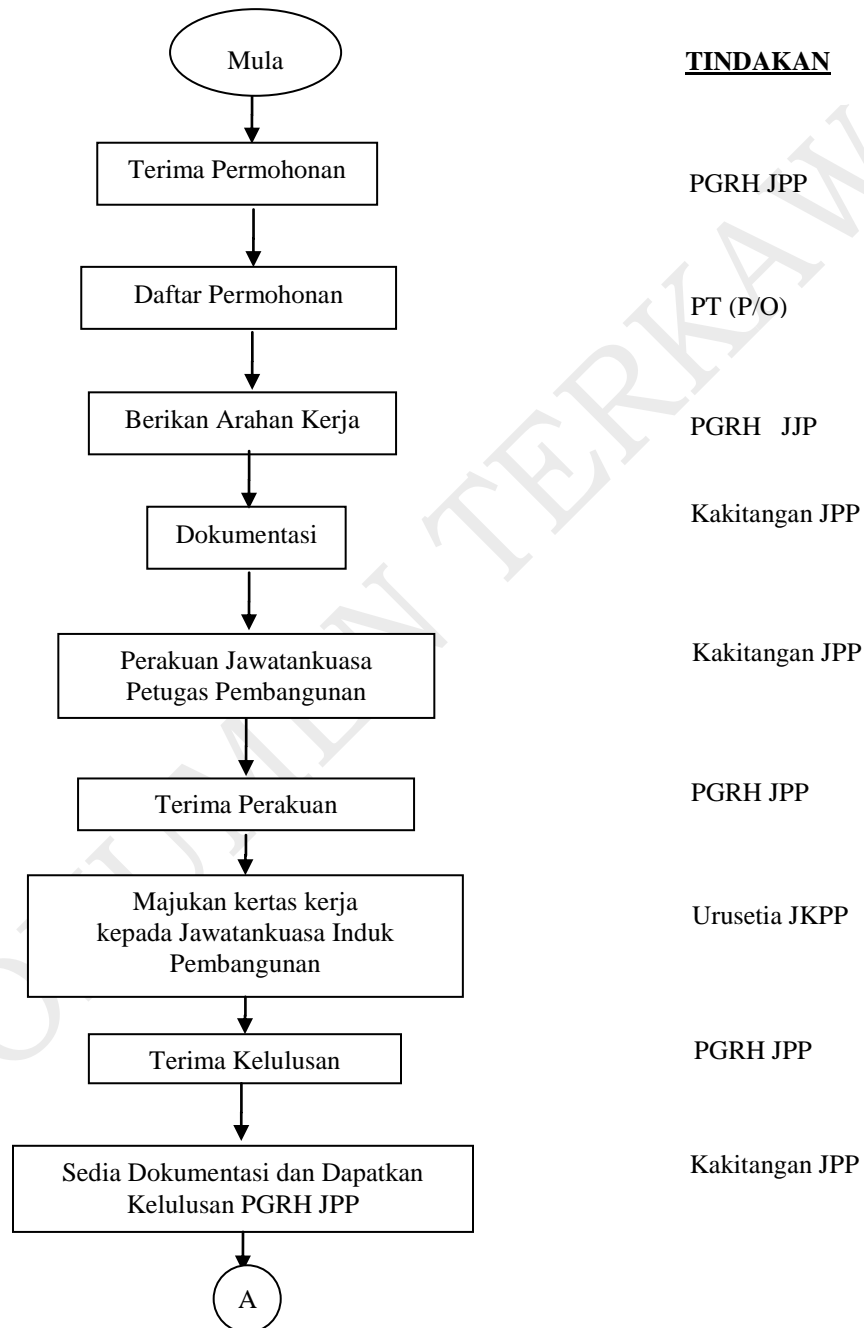 Mula
TINDAKAN
Terima Permohonan
PGRH JPP
Daftar Permohonan
PT (P/O)
Berikan Arahan Kerja
PGRH JJP
Dokumentasi
Kakitangan JPP
Perakuan Jawatankuasa
Petugas Pembangunan
Kakitangan JPP
Terima Perakuan
PGRH JPP
Majukan kertas kerja
kepada Jawatankuasa Induk
Pembangunan
Urusetia JKPP
Terima Kelulusan
PGRH JPP
Sedia Dokumentasi dan Dapatkan
Kelulusan PGRH JPP
Kakitangan JPP
A
OKUMEN TERKAW